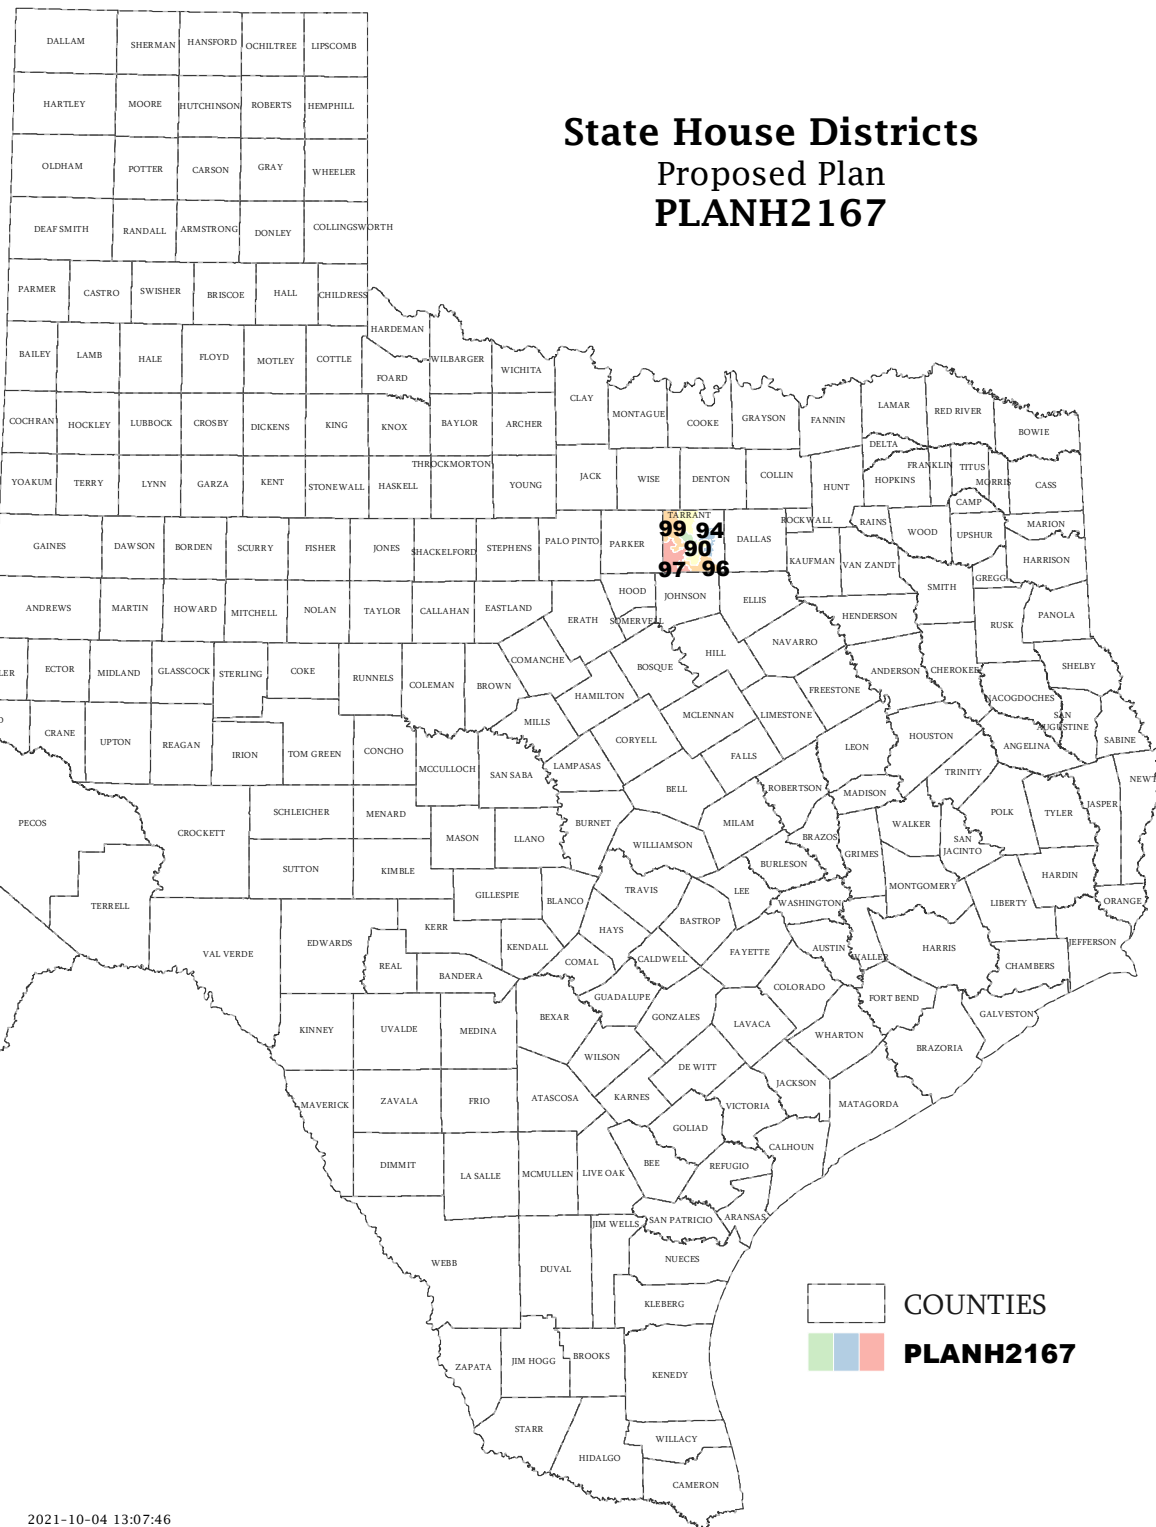 State House Districts
Proposed Plan
PLANH2167
DALLAM
SHERMAN
HANSFORD
OCHILTREE
LIPSCOMB
HARTLEY
MOORE
HUTCHINSON
ROBERTS
HEMPHILL
OLDHAM
POTTER
CARSON
GRAY
WHEELER
DEAF SMITH
RANDALL
ARMSTRONG
DONLEY
COLLINGSWORTH
PARMER
CASTRO
SWISHER
BRISCOE
HALL
CHILDRESS
HARDEMAN
BAILEY
LAMB
HALE
FLOYD
MOTLEY
COTTLE
FOARD
WILBARGER
WICHITA
CLAY
MONTAGUE
COOKE
GRAYSON
FANNIN
LAMAR
RED RIVER
BOWIE
COCHRAN
HOCKLEY
LUBBOCK
CROSBY
DICKENS
KING
KNOX
BAYLOR
ARCHER
DELTA
YOAKUM
TERRY
LYNN
GARZA
KENT
STONEWALL
HASKELL
THROCKMORTON
YOUNG
JACK
WISE
DENTON
COLLIN
HUNT
HOPKINS
FRANKLIN
TITUS
MORRIS
CASS
CAMP
GAINES
DAWSON
BORDEN
SCURRY
FISHER
JONES
SHACKELFORD
STEPHENS
PALO PINTO
PARKER
TARRANT
99
94
90
97
96
DALLAS
ROCKWALL
RAINS
WOOD
UPSHUR
MARION
KAUFMAN
VAN ZANDT
SMITH
GREGG
HARRISON
ANDREWS
MARTIN
HOWARD
MITCHELL
NOLAN
TAYLOR
CALLAHAN
EASTLAND
ERATH
HOOD
SOMERVELL
JOHNSON
ELLIS
HENDERSON
RUSK
PANOLA
LER
ECTOR
MIDLAND
GLASSCOCK
STERLING
COKE
RUNNELS
COLEMAN
BROWN
COMANCHE
HAMILTON
BOSQUE
HILL
NAVARRO
FREESTONE
ANDERSON
CHEROKEE
NACOGDOCHES
SHELBY
SAN
AUGUSTINE
SABINE
CRANE
UPTON
REAGAN
IRION
TOM GREEN
CONCHO
MCCULLOCH
SAN SABA
MILLS
LAMPASAS
CORYELL
MCLENNAN
LIMESTONE
FALLS
LEON
HOUSTON
ANGELINA
TRINITY
NEWT
PECOS
CROCKETT
SCHLEICHER
MENARD
MASON
LLANO
BURNET
BELL
MILAM
ROBERTSON
MADISON
BRAZOS
WALKER
SAN
JACINTO
POLK
TYLER
JASPER
SUTTON
KIMBLE
GILLESPIE
BLANCO
WILLIAMSON
TRAVIS
LEE
BURLESON
GRIMES
MONTGOMERY
LIBERTY
HARDIN
ORANGE
TERRELL
VAL VERDE
EDWARDS
REAL
KERR
KENDALL
BANDERA
HAYS
COMAL
CALDWELL
BASTROP
FAYETTE
WASHINGTON
AUSTIN
WALLER
HARRIS
CHAMBERS
JEFFERSON
KINNEY
UVALDE
MEDINA
BEXAR
GUADALUPE
GONZALES
LAVACA
COLORADO
FORT BEND
GALVESTON
WHARTON
BRAZORIA
WILSON
DE WITT
JACKSON
MATAGORDA
MAVERICK
ZAVALA
FRIO
ATASCOSA
KARNES
VICTORIA
GOLIAD
CALHOUN
DIMMIT
LA SALLE
MCMULLEN
LIVE OAK
BEE
REFUGIO
ARANSAS
SAN PATRICIO
JIM WELLS
NUECES
WEBB
DUVAL
KLEBERG
ZAPATA
JIM HOGG
BROOKS
KENEDY
STARR
HIDALGO
WILLACY
CAMERON
COUNTIES
PLANH2167
2021-10-04 13:07:46